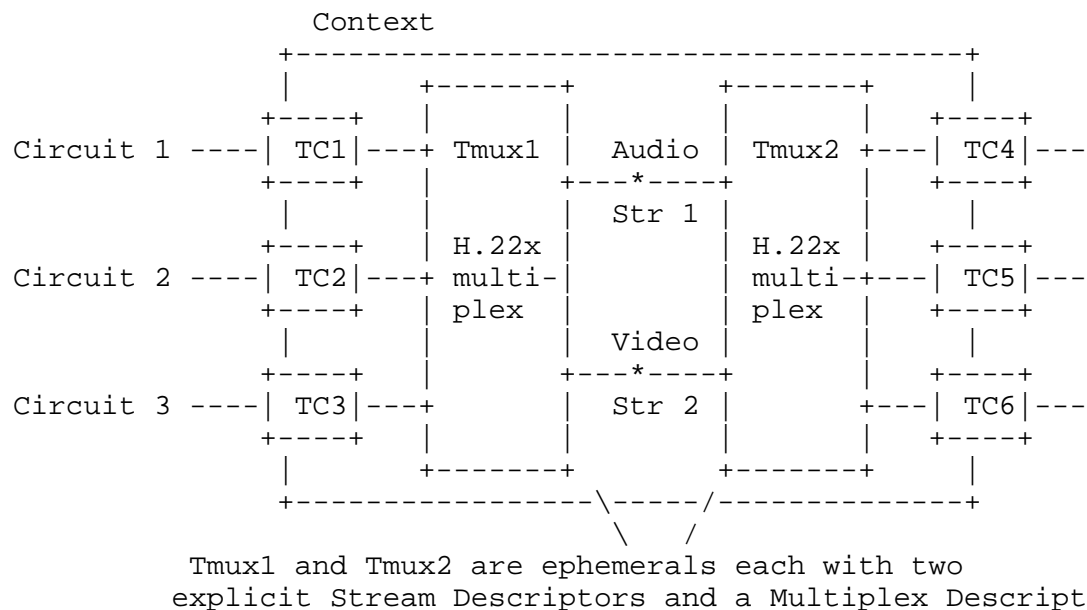 Context
Circuit 1 ----| TC1|---+ Tmux1 | Audio | Tmux2 +---| TC4|---
Str 1
H.22x H.22x
Circuit 2 ----| TC2|---+ multi-| | multi-+---| TC5|---
plex plex
Video
Circuit 3 ----| TC3|---+ | Str 2 | +---| TC6|---
Tmux1 and Tmux2 are ephemerals each with two
explicit Stream Descriptors and a Multiplex Descript